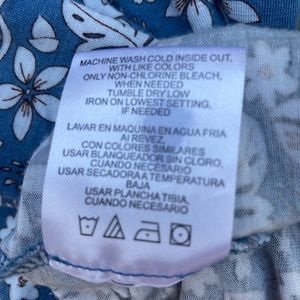 MACHINE WASH COLD INSIDE OUT,
WITH LIKE COLORS
ONLY NON-CHLORINE BLEACH,
WHEN NEEDED
TUMBLE DRY LOW
IRON ON LOWEST SETTING,
IF NEEDED
LAVAR EN MAQUINA EN AGUA FRIA
AL REVEZ,
CON COLORES SIMILARES
USAR BLANQUEADOR SIN CLORO,
CUANDO NECESARIO
USAR SECADORA A TEMPERATURA
BAJA
USAR PLANCHA TIBIA,
CUANDO NECESARIO